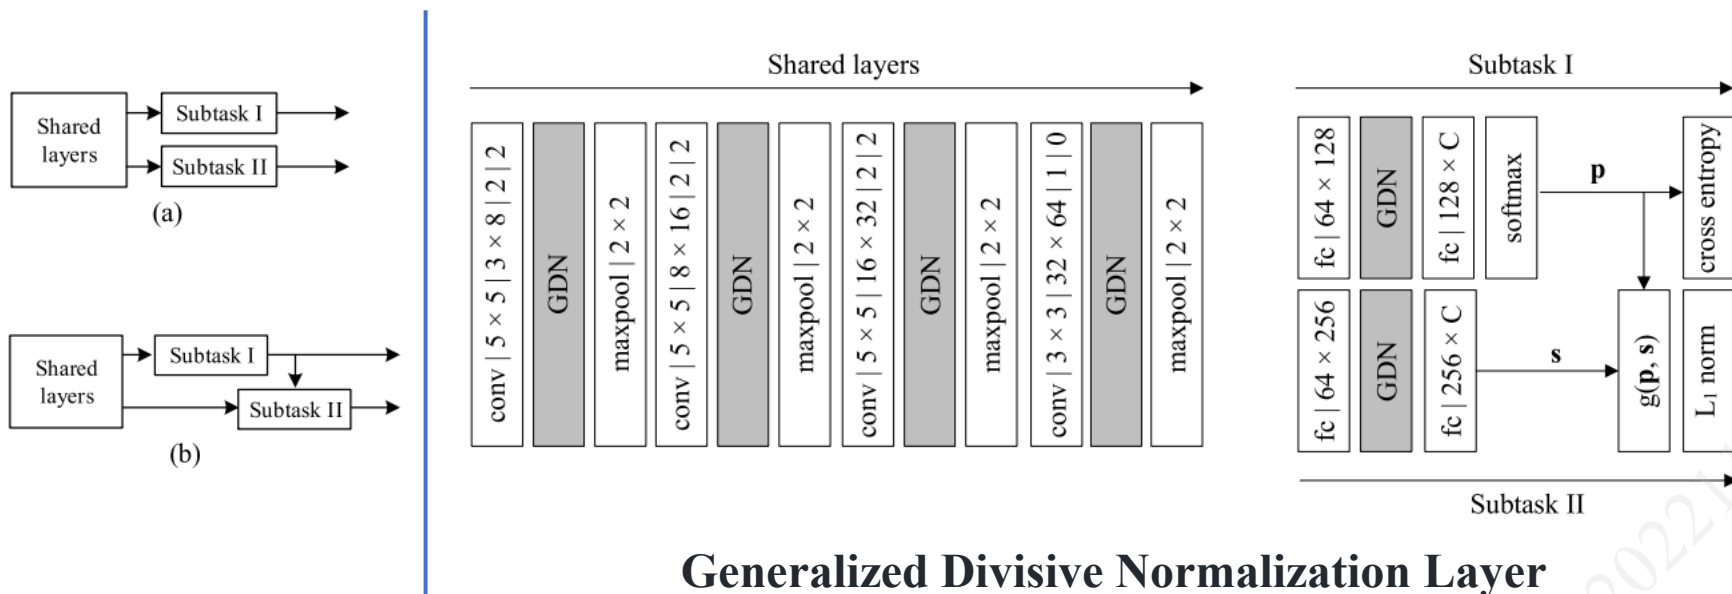 Shared
layers
Subtask I
Subtask II
(a)
Shared
layers
Subtask I
Subtask II
(b)
Shared layers
conv | 5 × 5 | 3 × 8 | 2 | 2
GDN
maxpool | 2 × 2
conv | 5 × 5 | 8 × 16 | 2 | 2
GDN
maxpool | 2 × 2
conv | 5 × 5 | 16 × 32 | 2 | 2
GDN
maxpool | 2 × 2
conv | 3 × 3 | 32 × 64 | 1 | 0
GDN
maxpool | 2 × 2
Subtask I
fc | 64 × 128
GDN
fc | 128 × C
softmax
p
cross entropy
fc | 64 × 256
GDN
fc | 256 × C
s
g(p, s)
L₁ norm
Subtask II
Generalized Divisive Normalization Layer